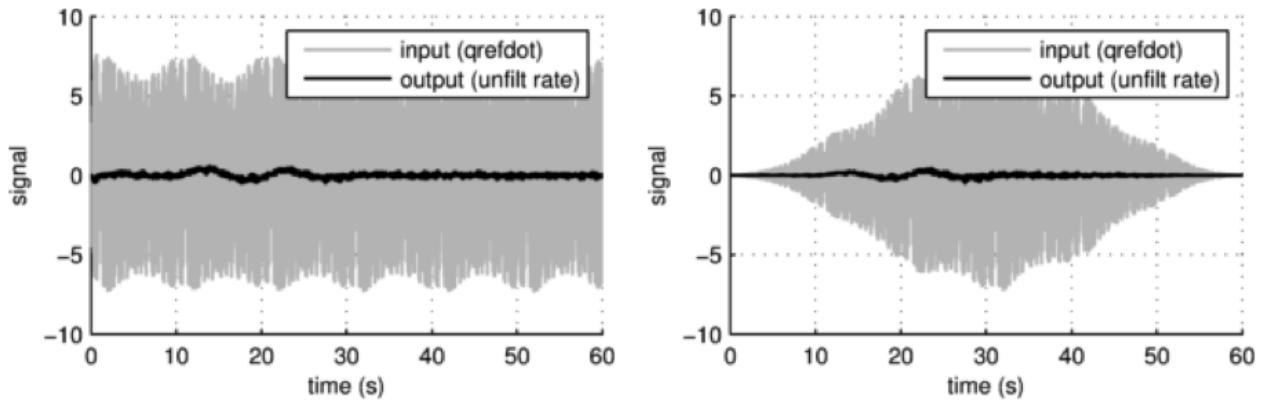 10
5
0
−5
−10
signal
input (qrefdot)
output (unfilt rate)
0 10 20 30 40 50 60
time (s)
10
5
0
−5
−10
signal
input (qrefdot)
output (unfilt rate)
0 10 20 30 40 50 60
time (s)